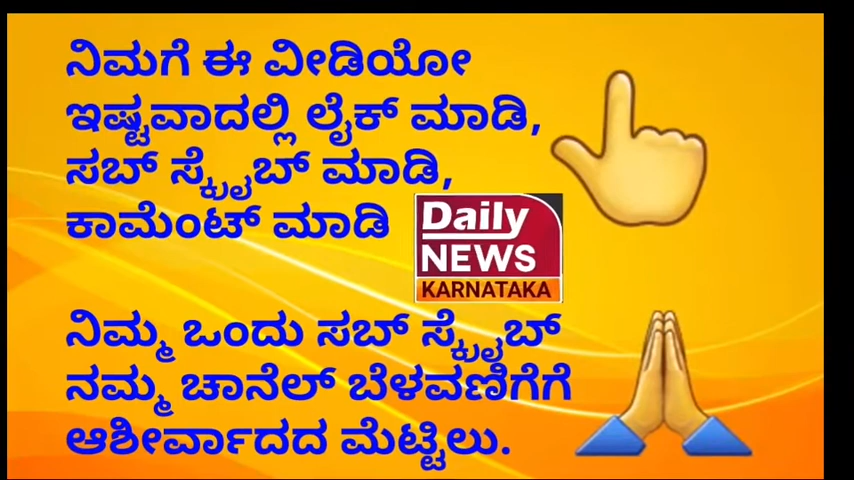 ನಿಮಗೆ ಈ ವೀಡಿಯೋ
ಇಷ್ಟವಾದಲ್ಲಿ ಲೈಕ್ ಮಾಡಿ,
ಸಬ್ ಸ್ಕ್ರೈಬ್ ಮಾಡಿ,
ಕಾಮೆಂಟ್ ಮಾಡಿ
Daily
NEWS
KARNATAKA
ನಿಮ್ಮ ಒಂದು ಸಬ್ ಸ್ಕ್ರೈಬ್
ನಮ್ಮ ಚಾನೆಲ್ ಬೆಳವಣಿಗೆಗೆ
ಆಶೀರ್ವಾದದ ಮೆಟ್ಟಿಲು.